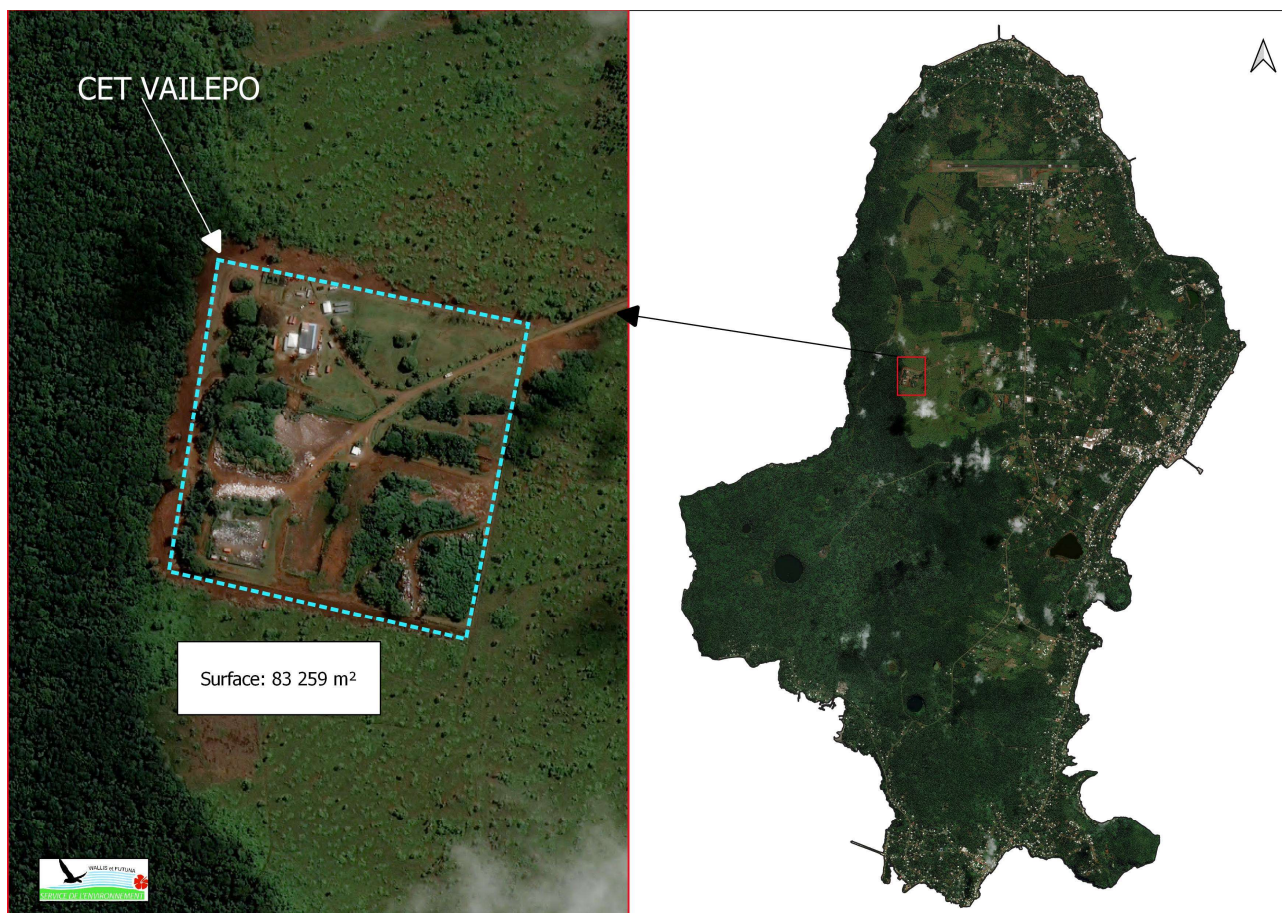 CET VAILEPO
Surface: 83 259 m²
WALLIS et FUTUNA
SERVICE DE L'ENVIRONNEMENT